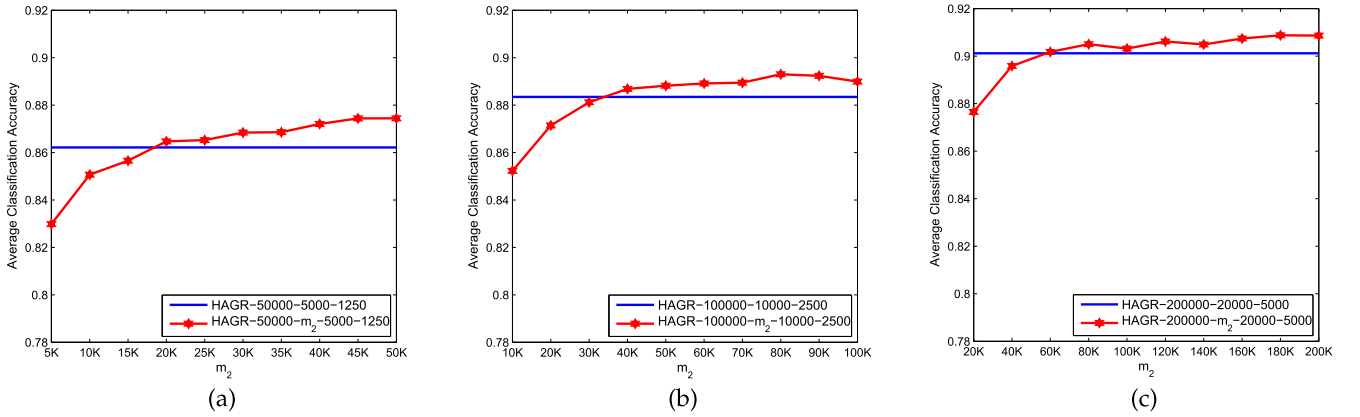 0.92
0.9
0.88
0.86
0.84
0.82
0.8
0.78
Average Classification Accuracy
HAGR−50000−5000−1250
HAGR−50000−m2−5000−1250
5K 10K 15K 20K 25K 30K 35K 40K 45K 50K
m2
(a)
0.92
0.9
0.88
0.86
0.84
0.82
0.8
0.78
Average Classification Accuracy
HAGR−100000−10000−2500
HAGR−100000−m2−10000−2500
10K 20K 30K 40K 50K 60K 70K 80K 90K 100K
m2
(b)
0.92
0.9
0.88
0.86
0.84
0.82
0.8
0.78
Average Classification Accuracy
HAGR−200000−20000−5000
HAGR−200000−m2−20000−5000
20K 40K 60K 80K 100K 120K 140K 160K 180K 200K
m2
(c)